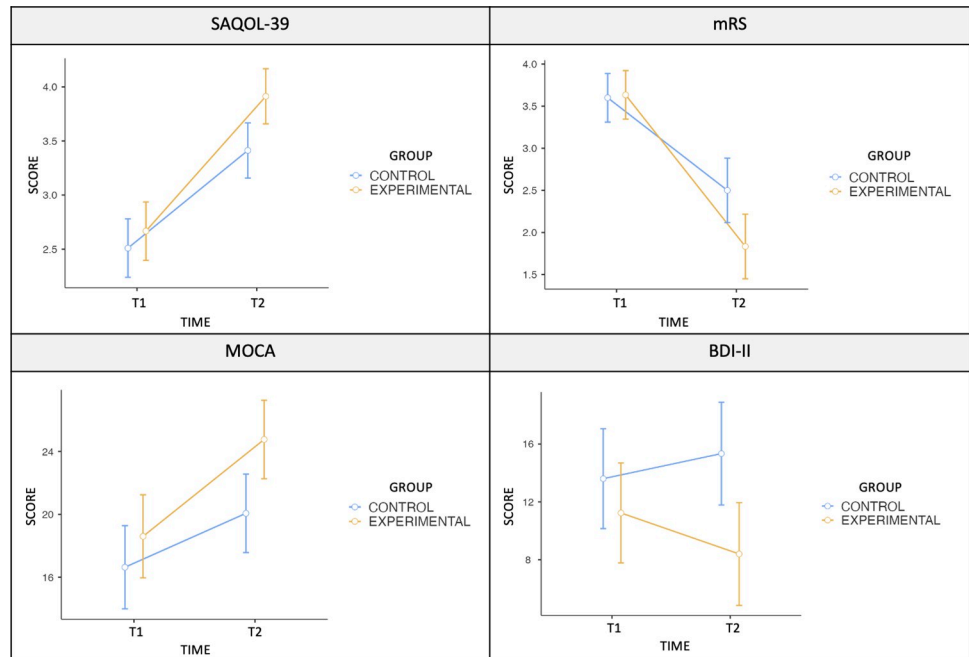 SAQOL-39
SCORE
4.0
3.5
3.0
2.5
T1
T2
TIME
GROUP
CONTROL
EXPERIMENTAL
mRS
SCORE
4.0
3.5
3.0
2.5
2.0
1.5
T1
T2
TIME
GROUP
CONTROL
EXPERIMENTAL
MOCA
SCORE
24
20
16
T1
T2
TIME
GROUP
CONTROL
EXPERIMENTAL
BDI-II
SCORE
16
12
8
T1
T2
TIME
GROUP
CONTROL
EXPERIMENTAL